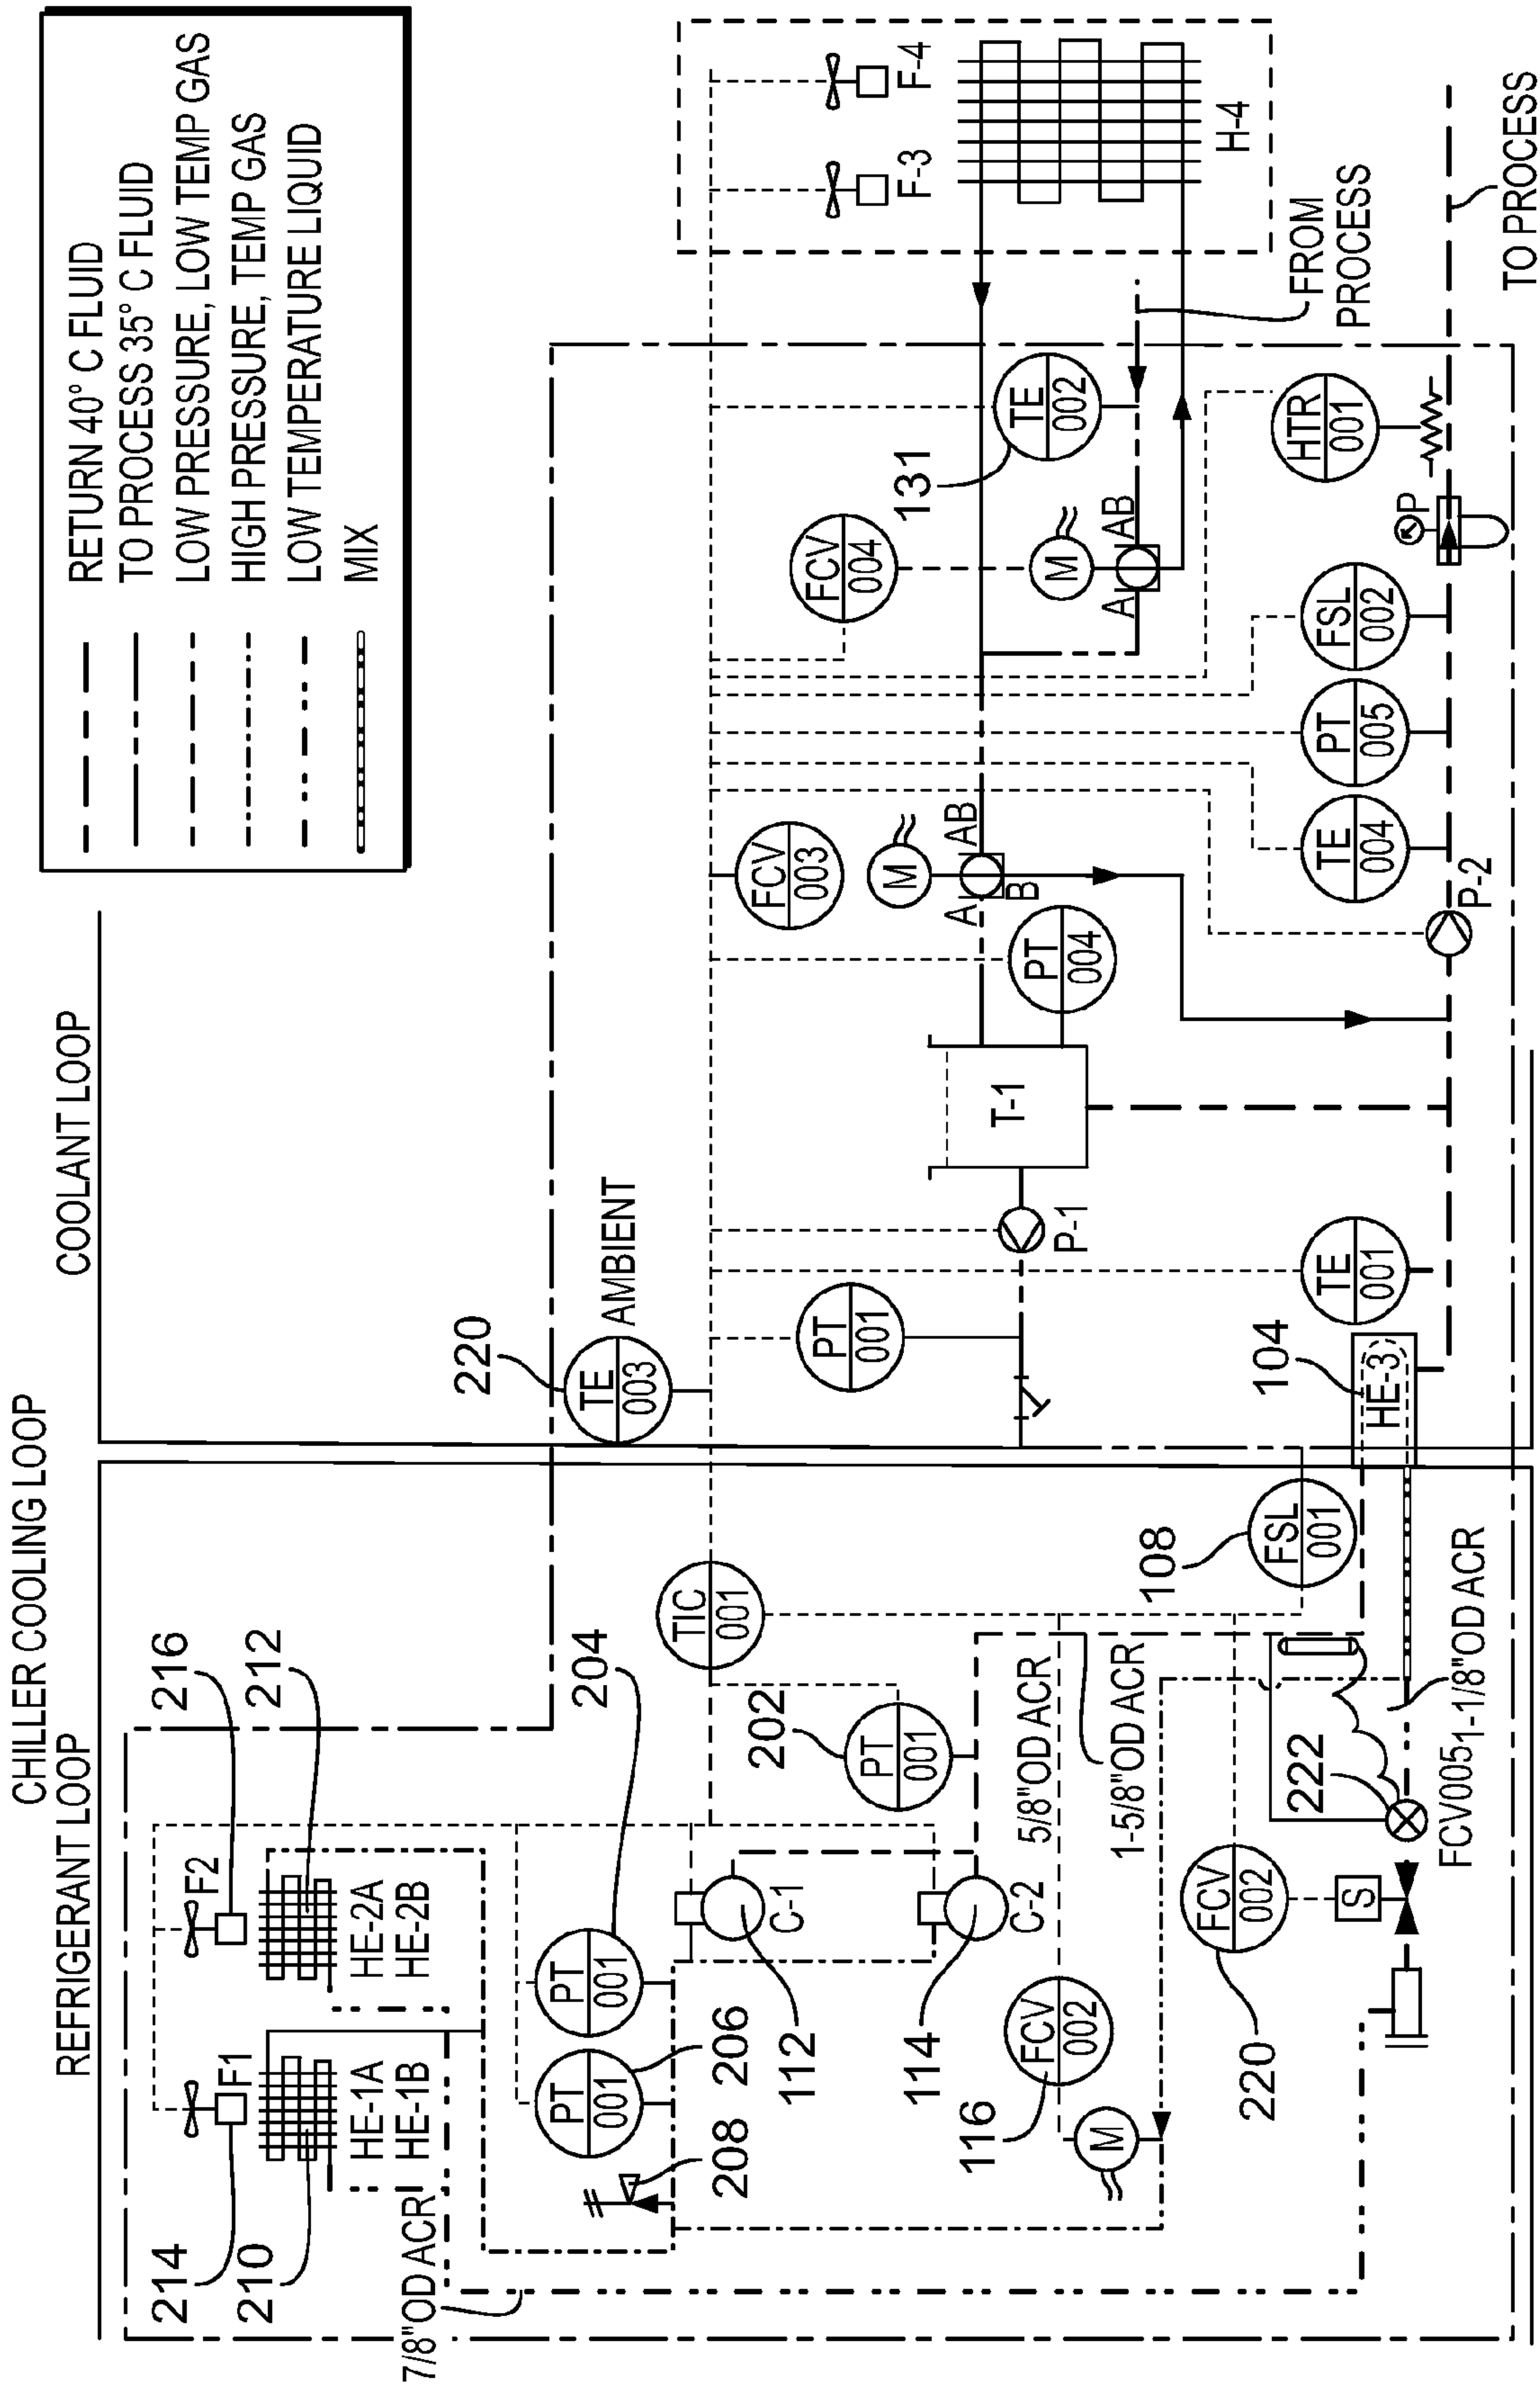 CHILLER COOLING LOOP
REFRIGERANT LOOP
COOLANT LOOP
RETURN 40° C FLUID
TO PROCESS 35° C FLUID
LOW PRESSURE, LOW TEMP GAS
HIGH PRESSURE, TEMP GAS
LOW TEMPERATURE LIQUID
MIX
214
216
F1
F2
210
212
HE-1A
HE-1B
HE-2A
HE-2B
7/8"OD ACR
204
PT
001
206
PT
001
208
C-1
112
C-2
114
202
PT
001
TIC
001
220
TE
003
AMBIENT
116
FCV
002
M
5/8"OD ACR
1-5/8"OD ACR
108
FSL
001
220
FCV
002
S
222
FCV005
1-1/8"OD ACR
104
HE-3
PT
001
P-1
TE
001
T-1
PT
004
FCV
003
M
A
AB
B
FCV
004
M
A
AB
131
TE
002
F-3
F-4
H-4
FROM
PROCESS
P-2
TE
004
PT
005
FSL
002
P
HTR
001
TO PROCESS